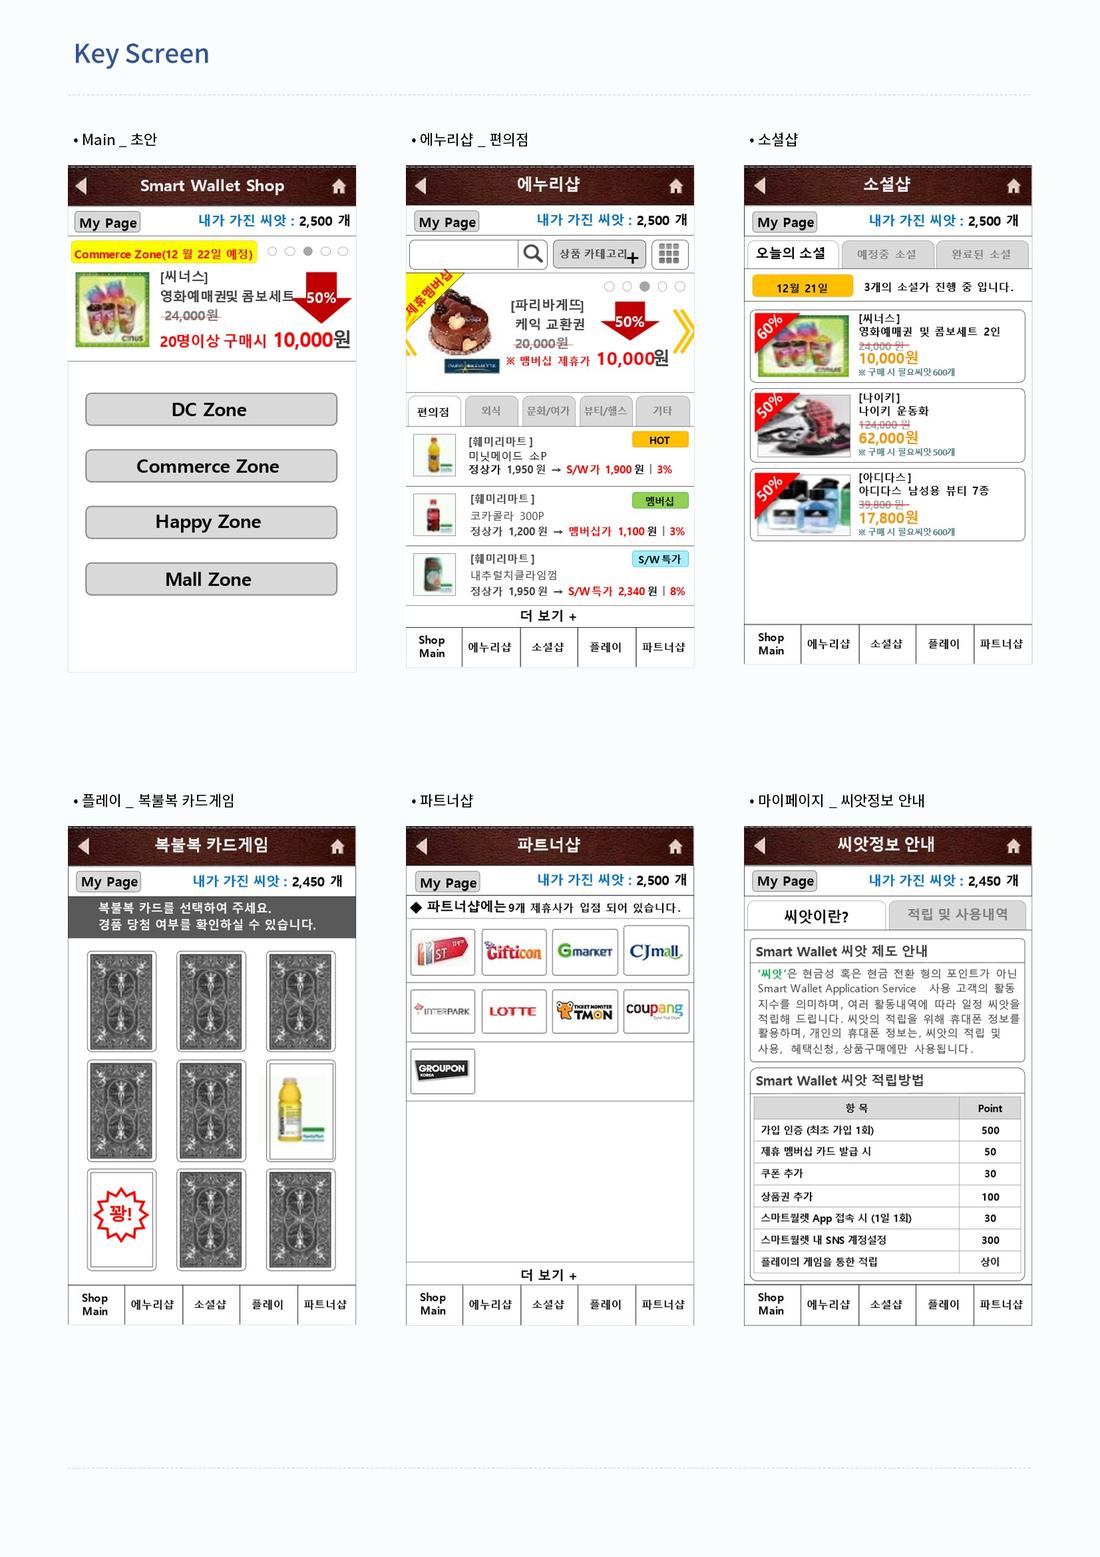 Key Screen
• Main _ 초안
Smart Wallet Shop
My Page
내가 가진 씨앗 : 2,500 개
Commerce Zone(12 월 22일 예정)
[씨너스]
영화예매권및 콤보세트
24,000원
50%
20명이상 구매시 10,000원
CINUS
DC Zone
Commerce Zone
Happy Zone
Mall Zone
• 에누리샵 _ 편의점
에누리샵
My Page
내가 가진 씨앗 : 2,500 개
상품 카테고리+
제휴멤버십
[파리바게뜨]
케익 교환권
20,000원
50%
※ 멤버십 제휴가 10,000원
편의점
외식
문화/여가
뷰티/헬스
기타
[훼미리마트]
HOT
미닛메이드 소P
정상가 1,950 원 → S/W가 1,900 원 | 3%
[훼미리마트]
멤버십
코카콜라 300P
정상가 1,200 원 → 멤버십가 1,100 원 | 3%
[훼미리마트]
S/W 특가
내추럴치클라임껌
정상가 1,950 원 → S/W특가 2,340 원 | 8%
더 보기 +
Shop Main
에누리샵
소셜샵
플레이
파트너샵
• 소셜샵
소셜샵
My Page
내가 가진 씨앗 : 2,500 개
오늘의 소셜
예정중 소셜
완료된 소셜
12월 21일
3개의 소셜가 진행 중 입니다.
60%
[씨너스]
영화예매권 및 콤보세트 2인
24,000 원
10,000원
※ 구매 시 필요씨앗 600개
50%
[나이키]
나이키 운동화
124,000 원
62,000원
※ 구매 시 필요씨앗 500개
50%
[아디다스]
아디다스 남성용 뷰티 7종
39,800 원
17,800원
※ 구매 시 필요씨앗 600개
Shop Main
에누리샵
소셜샵
플레이
파트너샵
• 플레이 _ 복불복 카드게임
복불복 카드게임
My Page
내가 가진 씨앗 : 2,450 개
복불복 카드를 선택하여 주세요.
경품 당첨 여부를 확인하실 수 있습니다.
꽝!
Shop Main
에누리샵
소셜샵
플레이
파트너샵
• 파트너샵
파트너샵
My Page
내가 가진 씨앗 : 2,500 개
◆ 파트너샵에는 9개 제휴사가 입점 되어 있습니다.
11ST
Gifticon
Gmarket
CJmall
INTERPARK
LOTTE
TICKET MONSTER
TMON
coupang
GROUPON
KOREA
더 보기 +
Shop Main
에누리샵
소셜샵
플레이
파트너샵
• 마이페이지 _ 씨앗정보 안내
씨앗정보 안내
My Page
내가 가진 씨앗 : 2,450 개
씨앗이란?
적립 및 사용내역
Smart Wallet 씨앗 제도 안내
'씨앗'은 현금성 혹은 현금 전환 형의 포인트가 아닌
Smart Wallet Application Service 사용 고객의 활동
지수를 의미하며, 여러 활동내역에 따라 일정 씨앗을
적립해 드립니다. 씨앗의 적립을 위해 휴대폰 정보를
활용하며, 개인의 휴대폰 정보는, 씨앗의 적립 및
사용, 혜택신청, 상품구매에만 사용됩니다.
Smart Wallet 씨앗 적립방법
항 목 Point
가입 인증 (최초 가입 1회) 500
제휴 멤버십 카드 발급 시 50
쿠폰 추가 30
상품권 추가 100
스마트월렛 App 접속 시 (1일 1회) 30
스마트월렛 내 SNS 계정설정 300
플레이의 게임을 통한 적립 상이
Shop Main
에누리샵
소셜샵
플레이
파트너샵